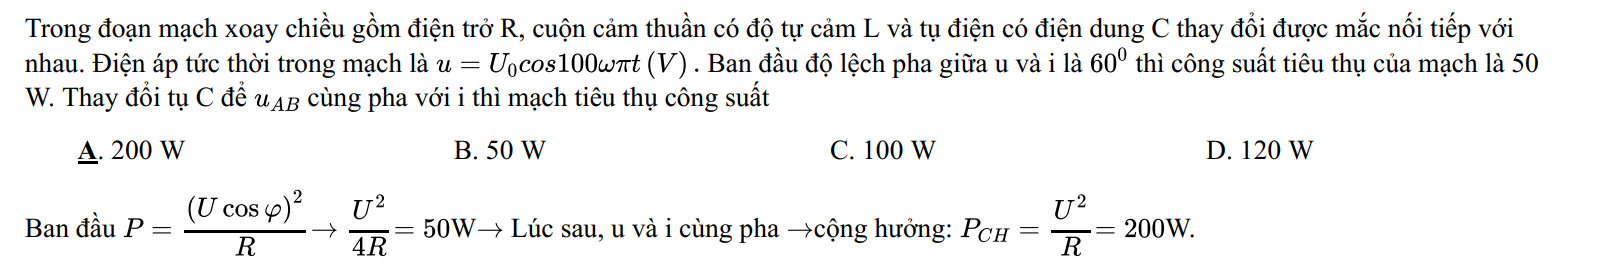 Trong đoạn mạch xoay chiều gồm điện trở R, cuộn cảm thuần có độ tự cảm L và tụ điện có điện dung C thay đổi được mắc nối tiếp với
nhau. Điện áp tức thời trong mạch là $u = U_0cos100\omega\pi t\,(V)$ . Ban đầu độ lệch pha giữa u và i là $60^0$ thì công suất tiêu thụ của mạch là 50
W. Thay đổi tụ C để $u_{AB}$ cùng pha với i thì mạch tiêu thụ công suất
A. 200 W B. 50 W C. 100 W D. 120 W
Ban đầu $P = \frac{(U\cos\varphi)^2}{R} \rightarrow \frac{U^2}{4R} = 50$W→ Lúc sau, u và i cùng pha →cộng hưởng: $P_{CH} = \frac{U^2}{R} = 200$W.